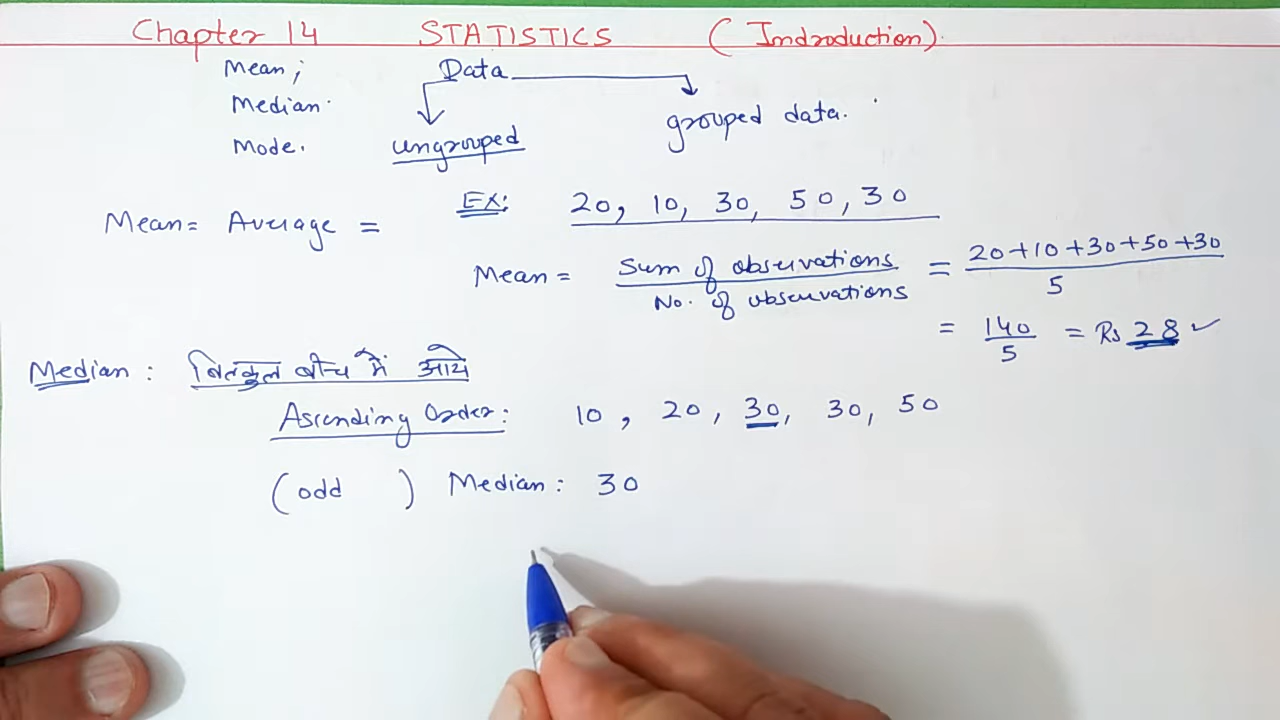 Chapter 14 STATISTICS (Indroduction).
Mean; Data
Median.
Mode. ungrouped grouped data.
Mean = Average = Ex: 20, 10, 30, 50, 30
Mean = Sum of observations / No. of observations = 20+10+30+50+30 / 5
= 140 / 5 = Rs 28 ✓
Median : बिलकुल बीच में आये
Ascending Order: 10, 20, 30, 30, 50
(odd ) Median: 30